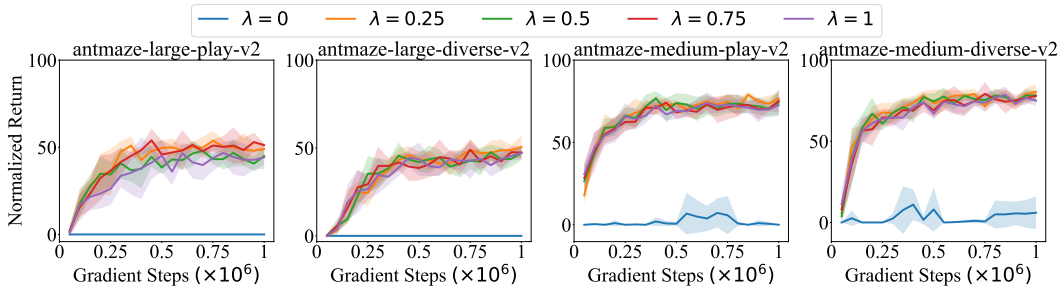 λ = 0 λ = 0.25 λ = 0.5 λ = 0.75 λ = 1
antmaze-large-play-v2 antmaze-large-diverse-v2 antmaze-medium-play-v2 antmaze-medium-diverse-v2
Normalized Return
100 100 100 100
50 50 50 50
0 0 0 0
0 0.25 0.5 0.75 1 0 0.25 0.5 0.75 1 0 0.25 0.5 0.75 1 0 0.25 0.5 0.75 1
Gradient Steps (×10⁶) Gradient Steps (×10⁶) Gradient Steps (×10⁶) Gradient Steps (×10⁶)